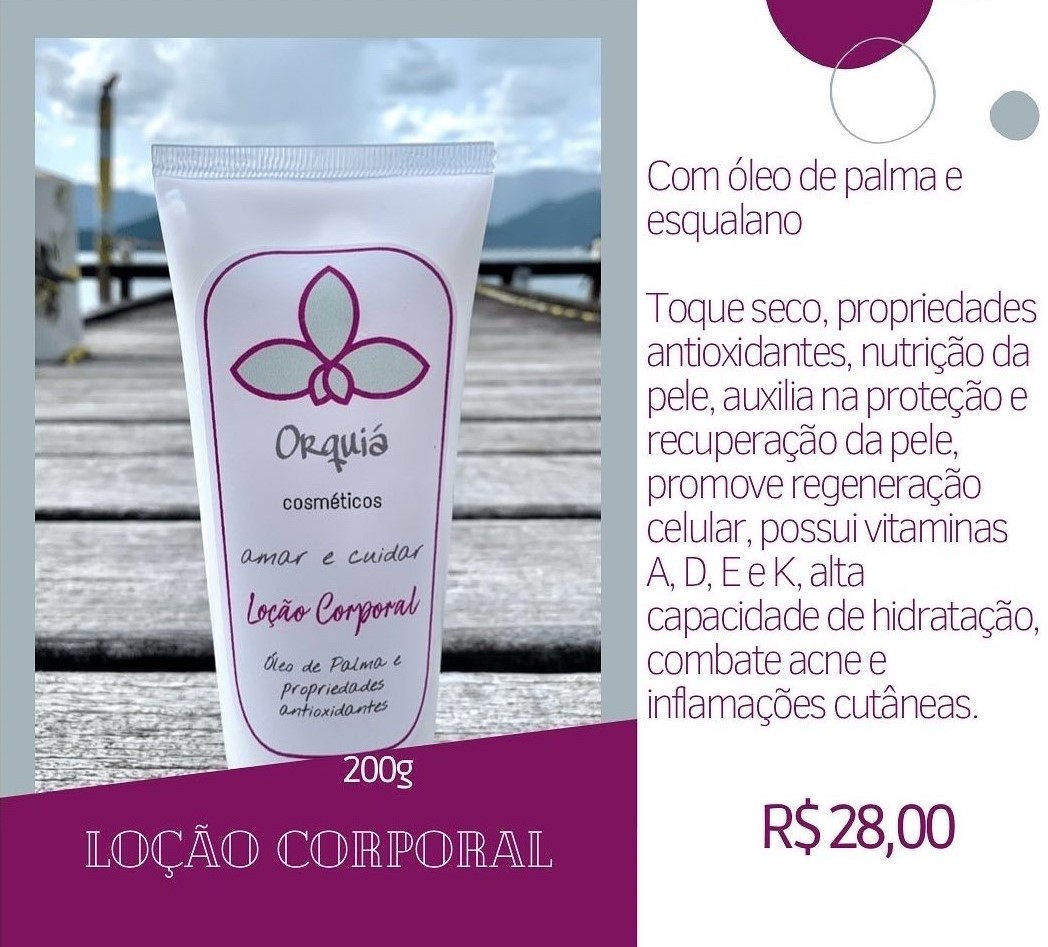 Orquiá
cosméticos
amar e cuidar
Loção Corporal
Óleo de Palma e
propriedades
antioxidantes
200g
LOÇÃO CORPORAL
Com óleo de palma e
esqualano
Toque seco, propriedades
antioxidantes, nutrição da
pele, auxilia na proteção e
recuperação da pele,
promove regeneração
celular, possui vitaminas
A, D, E e K, alta
capacidade de hidratação,
combate acne e
inflamações cutâneas.
R$ 28,00